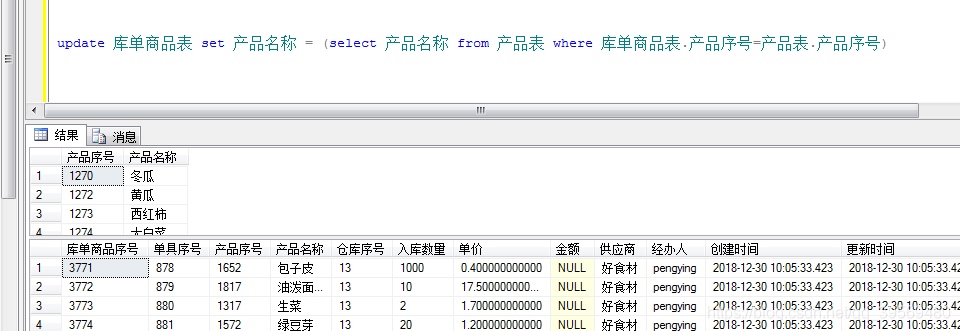 update 库单商品表 set 产品名称 = (select 产品名称 from 产品表 where 库单商品表.产品序号=产品表.产品序号)
结果 消息
产品序号 产品名称
1 1270 冬瓜
2 1272 黄瓜
3 1273 西红柿
4 1274 大白菜
库单商品序号 单具序号 产品序号 产品名称 仓库序号 入库数量 单价 金额 供应商 经办人 创建时间 更新时间
1 3771 878 1652 包子皮 13 1000 0.400000000000 NULL 好食材 pengying 2018-12-30 10:05:33.423 2018-12-30 10:05:33.42
2 3772 879 1817 油泼面... 13 10 17.500000000... NULL 好食材 pengying 2018-12-30 10:05:33.423 2018-12-30 10:05:33.42
3 3773 880 1317 生菜 13 2 1.700000000000 NULL 好食材 pengying 2018-12-30 10:05:33.423 2018-12-30 10:05:33.42
4 3774 881 1572 绿豆芽 13 20 1.200000000000 NULL 好食材 pengying 2018-12-30 10:05:33.423 2018-12-30 10:05:33.42